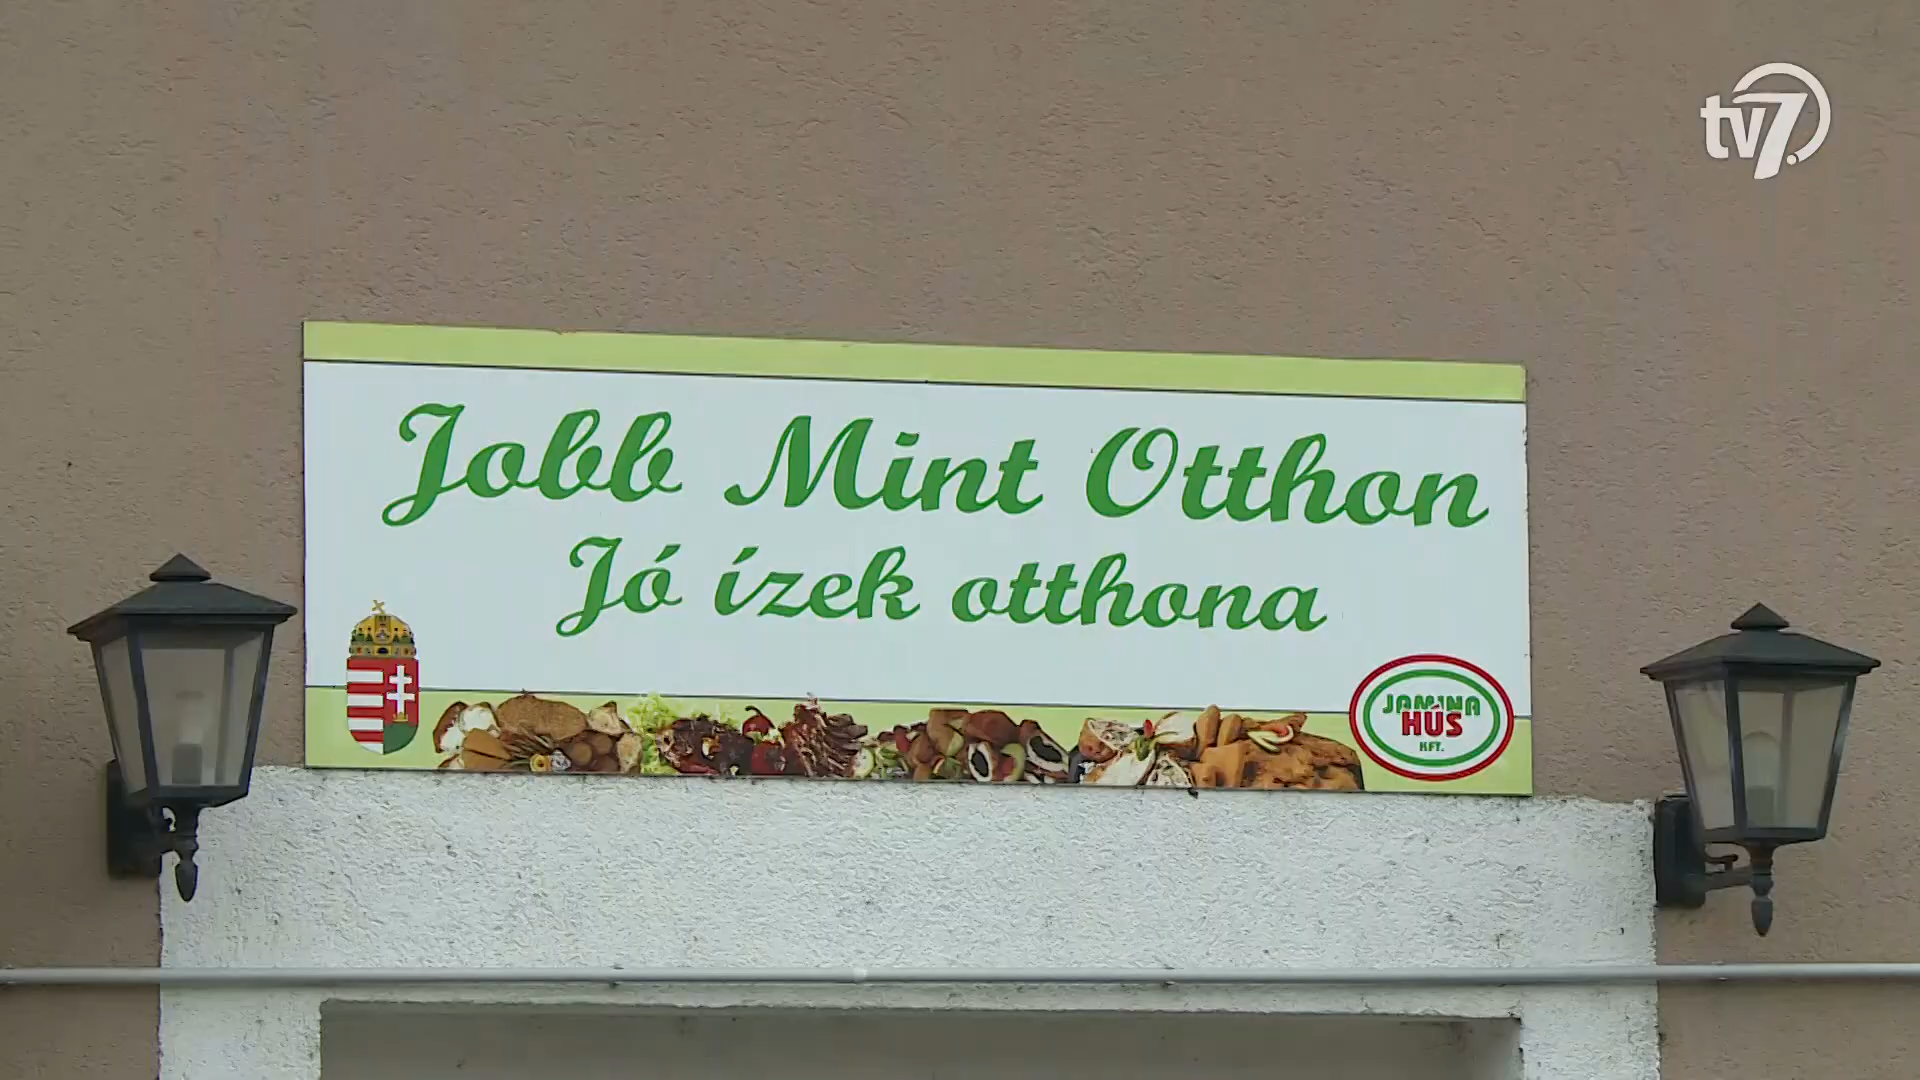 tv7
Jobb Mint Otthon
Jó ízek otthona
JAMINA
HÚS
KFT.